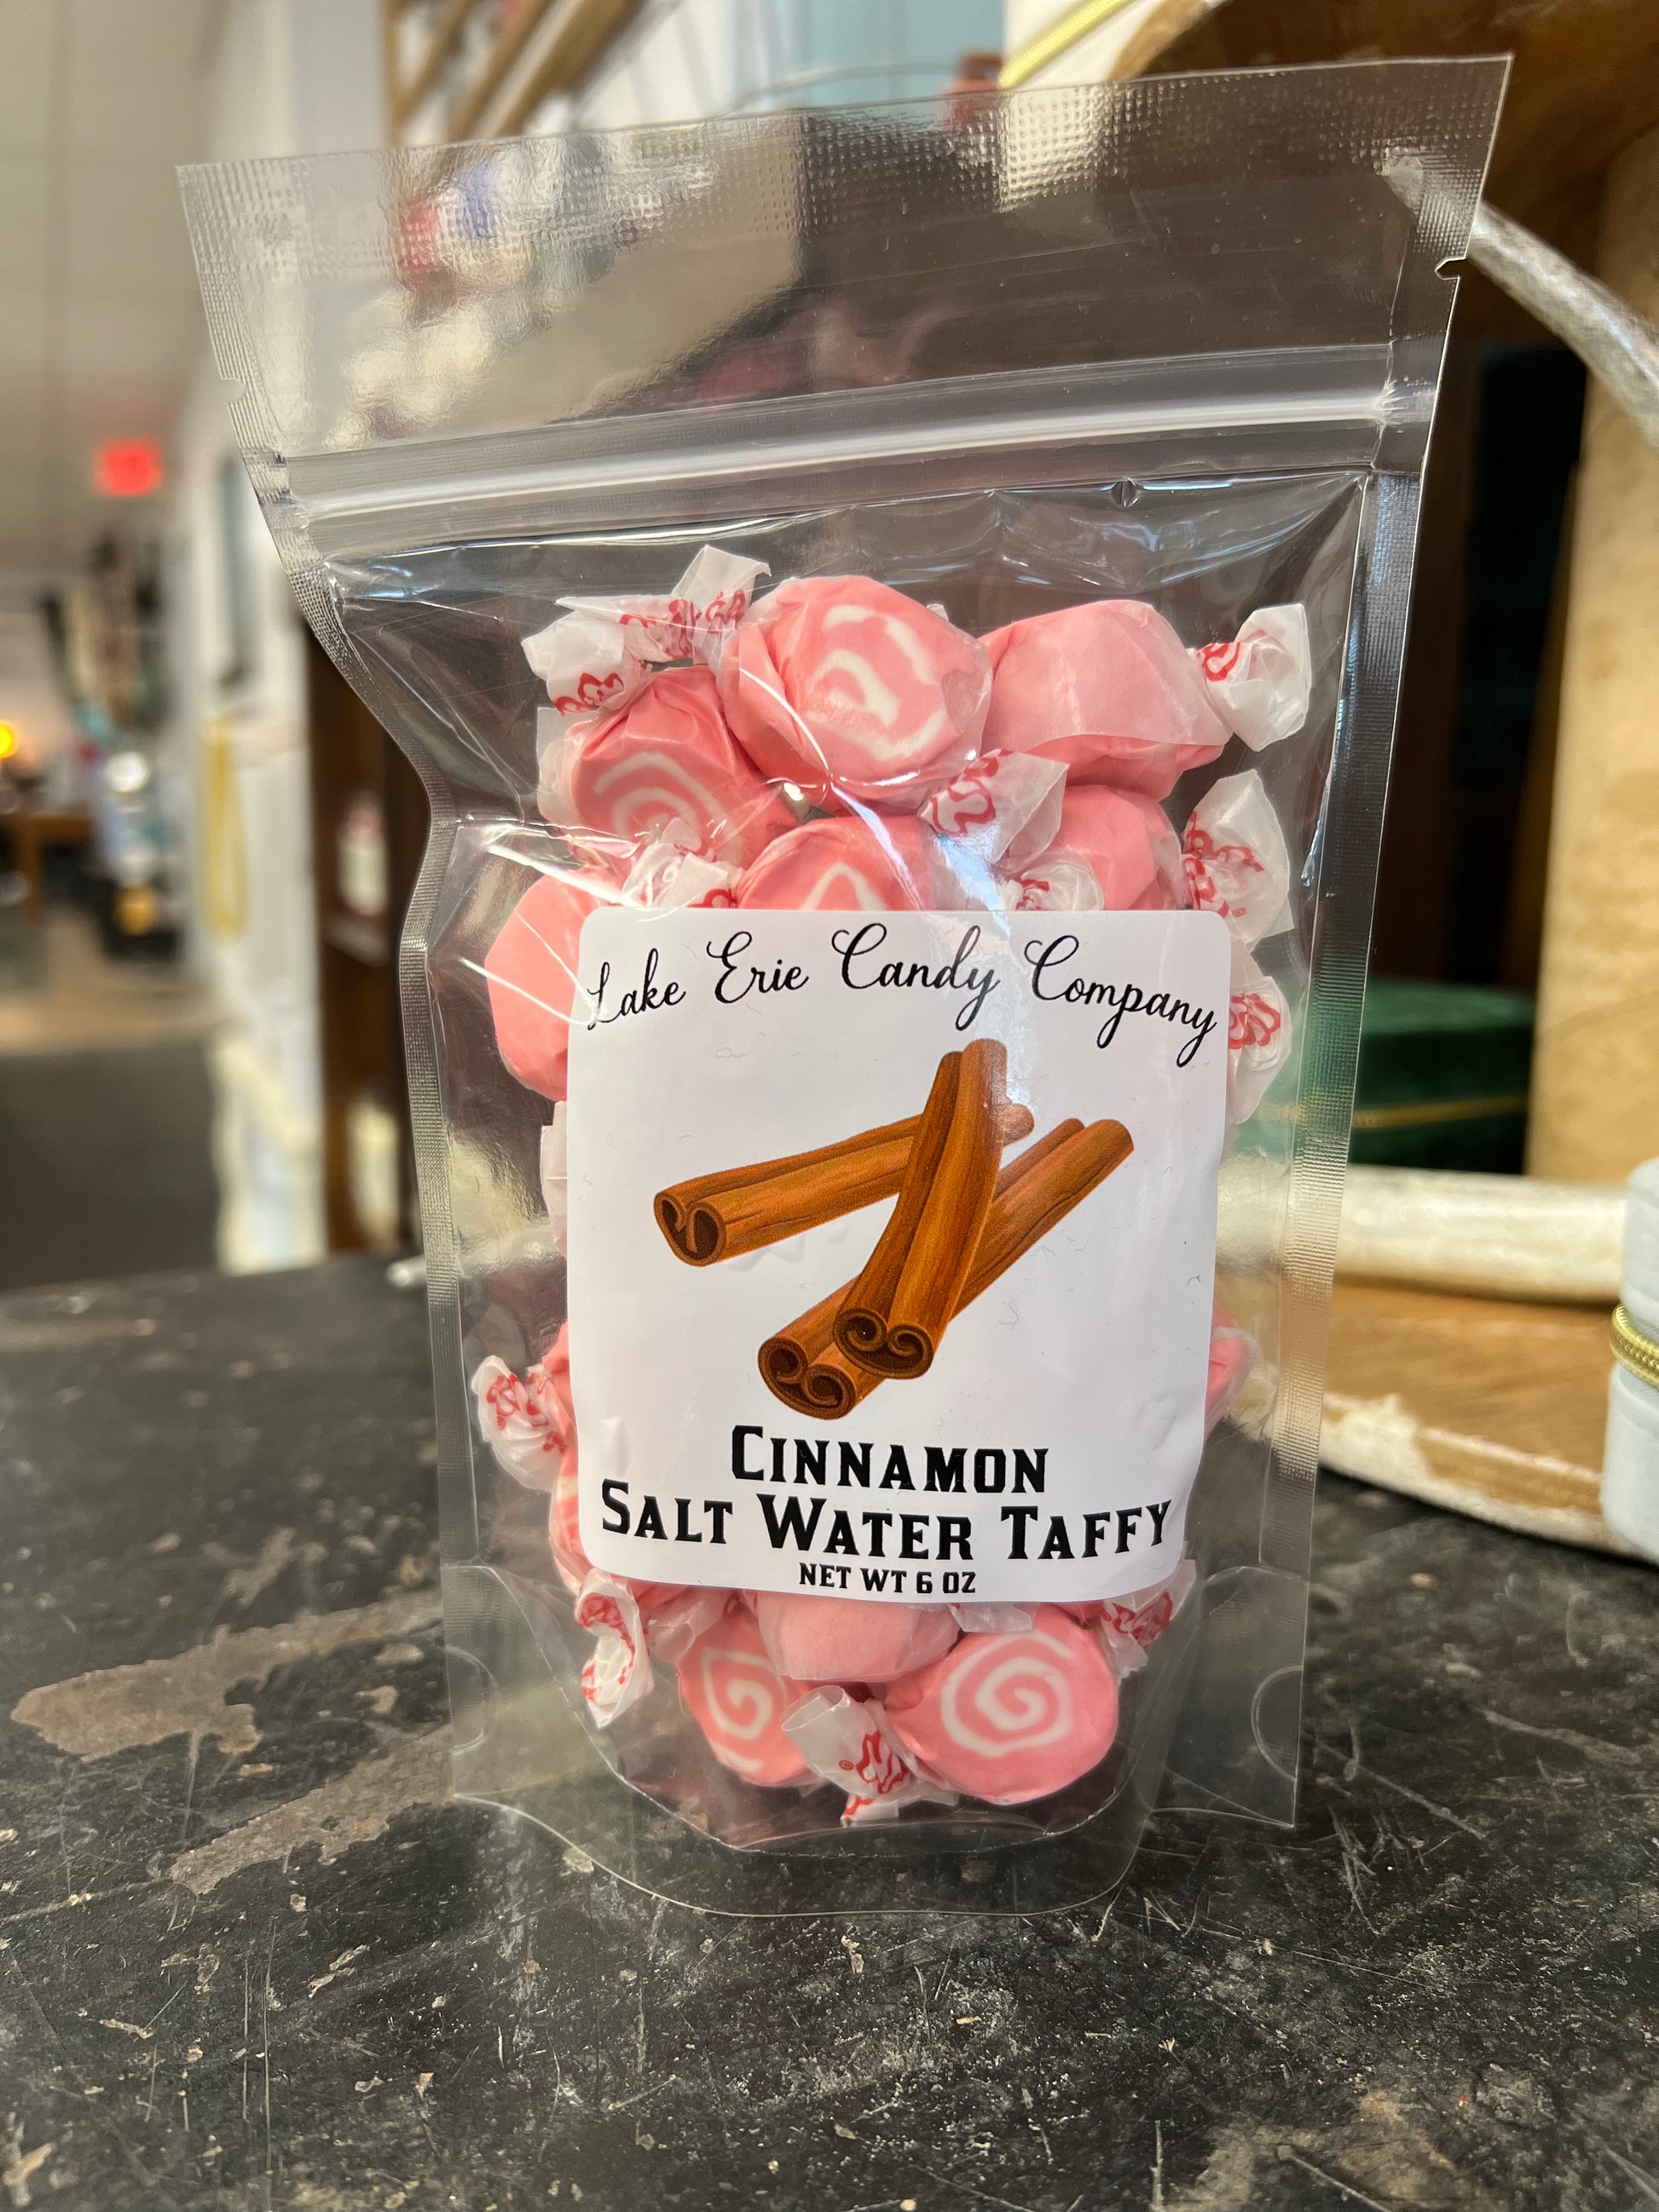 Lake Erie Candy Company
CINNAMON
SALT WATER TAFFY
NET WT 6 OZ